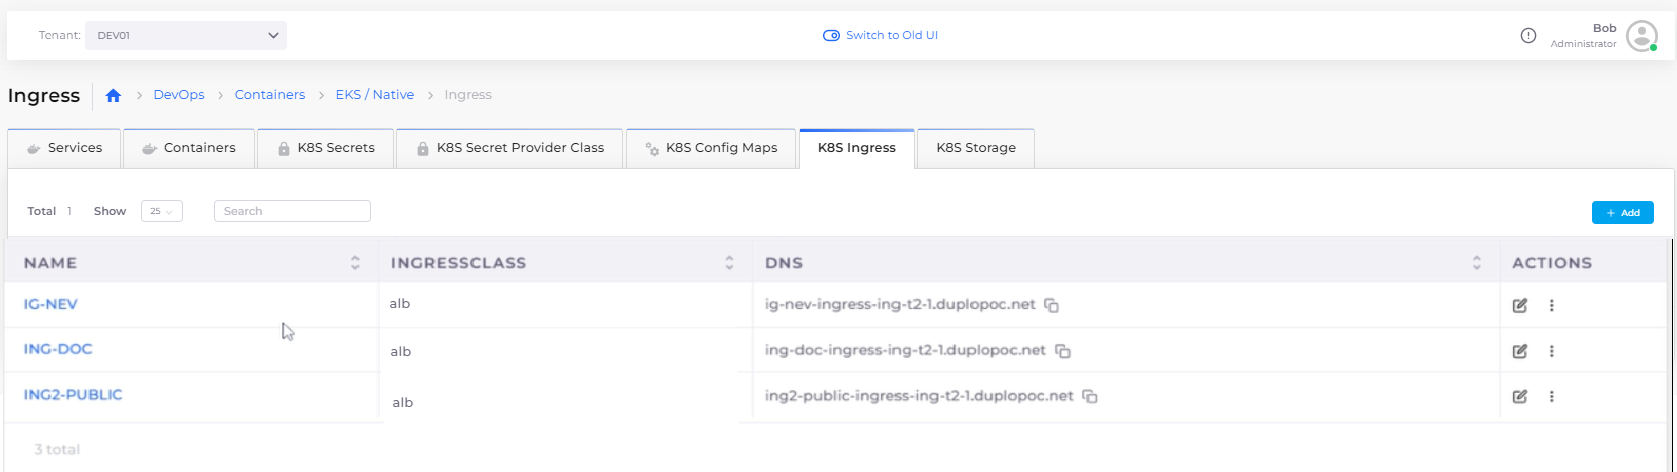 Tenant: DEV01 Switch to Old UI Bob
Administrator
Ingress DevOps Containers EKS / Native Ingress
Services Containers K8S Secrets K8S Secret Provider Class K8S Config Maps K8S Ingress K8S Storage
Total 1 Show 25 Search + Add
NAME INGRESSCLASS DNS ACTIONS
IG-NEV alb ig-nev-ingress-ing-t2-1.duplopoc.net
ING-DOC alb ing-doc-ingress-ing-t2-1.duplopoc.net
ING2-PUBLIC alb ing2-public-ingress-ing-t2-1.duplopoc.net
3 total